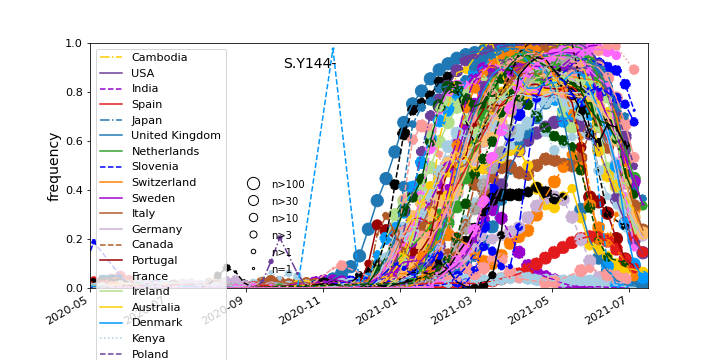 1.0
0.8
0.6
0.4
0.2
0.0
frequency
S.Y144-
Cambodia
USA
India
Spain
Japan
United Kingdom
Netherlands
Slovenia
Switzerland
Sweden
Italy
Germany
Canada
Portugal
France
Ireland
Australia
Denmark
Kenya
Poland
n>100
n>30
n>10
n>3
n>1
n=1
2020-05
2020-09
2020-11
2021-01
2021-03
2021-05
2021-07